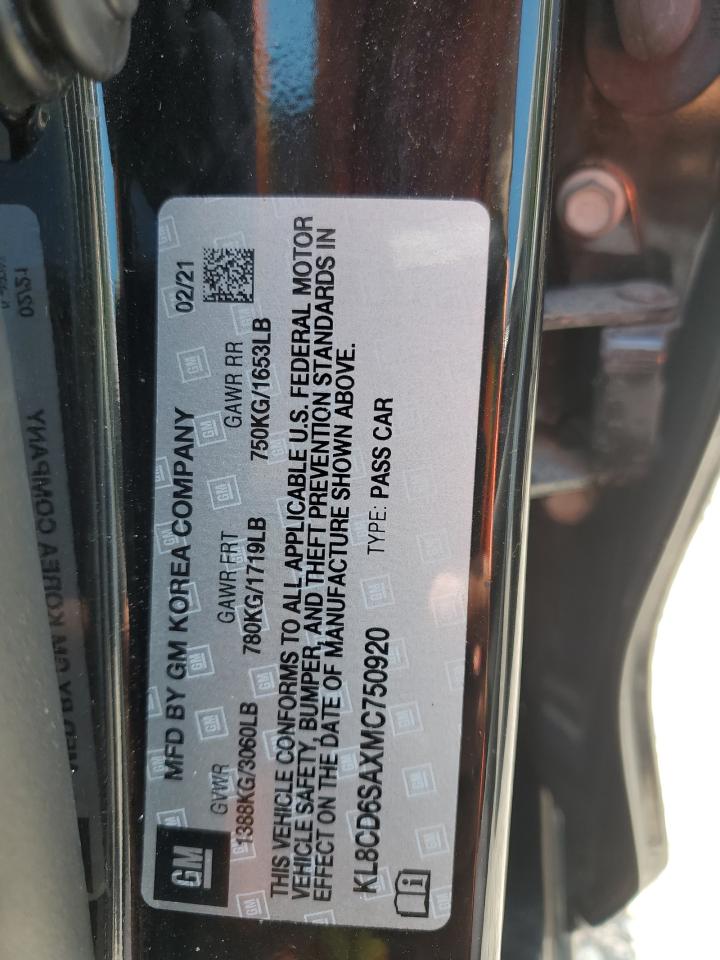 GM
MFD BY GM KOREA COMPANY 02/21
GVWR GAWR FRT GAWR RR
1388KG/3060LB 780KG/1719LB 750KG/1653LB
THIS VEHICLE CONFORMS TO ALL APPLICABLE U.S. FEDERAL MOTOR
VEHICLE SAFETY, BUMPER, AND THEFT PREVENTION STANDARDS IN
EFFECT ON THE DATE OF MANUFACTURE SHOWN ABOVE.
KL8CD6SAXMC750920 TYPE: PASS CAR